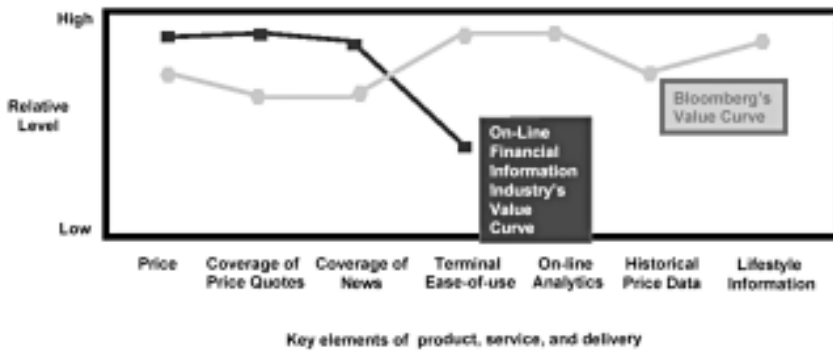 High
Relative
Level
Low
Bloomberg's
Value Curve
On-Line
Financial
Information
Industry's
Value
Curve
Price
Coverage of
Price Quotes
Coverage of
News
Terminal
Ease-of-use
On-line
Analytics
Historical
Price Data
Lifestyle
Information
Key elements of product, service, and delivery